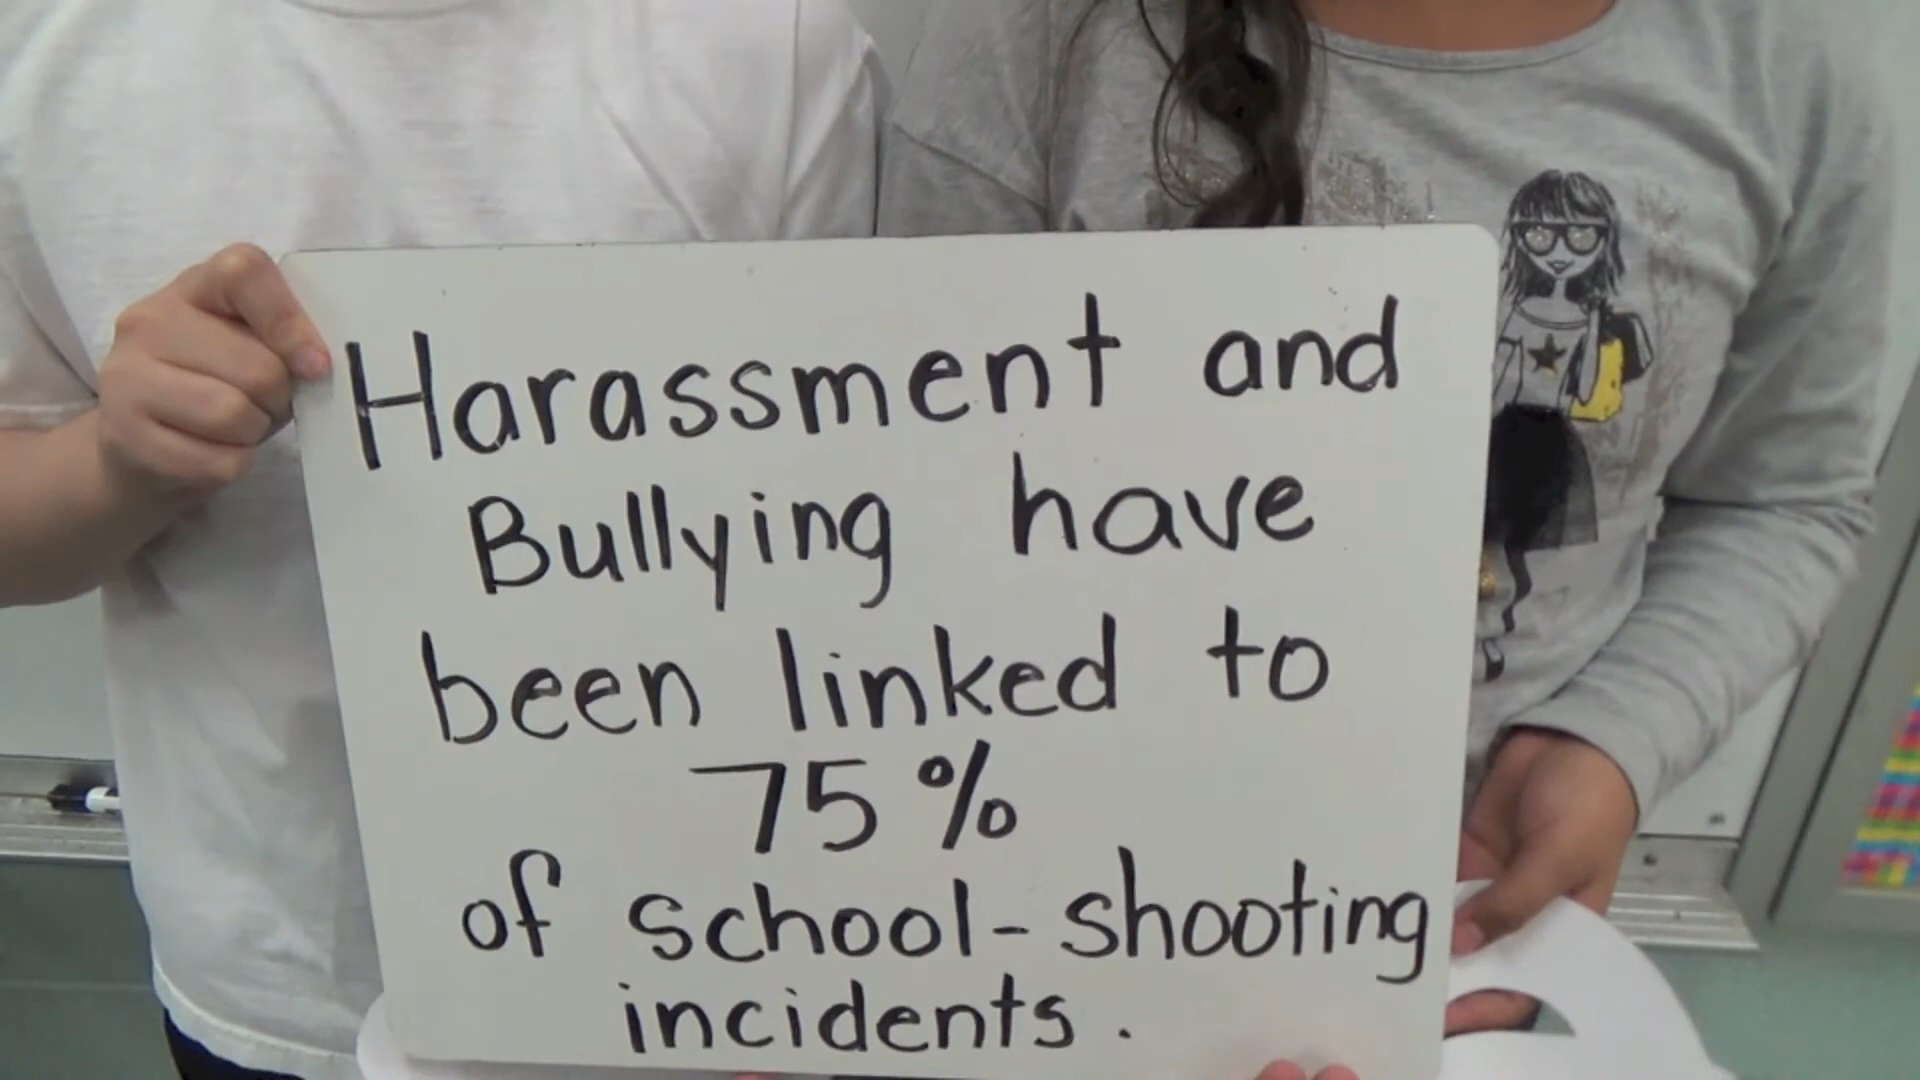 Harassment and
Bullying have
been linked to
75%
of school-shooting
incidents.